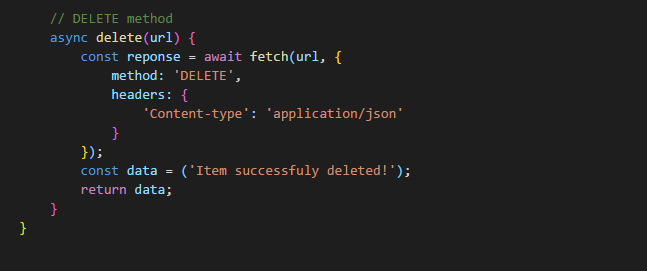 // DELETE method
async delete(url) {
const reponse = await fetch(url, {
method: 'DELETE',
headers: {
'Content-type': 'application/json'
}
});
const data = ('Item successfuly deleted!');
return data;
}
}